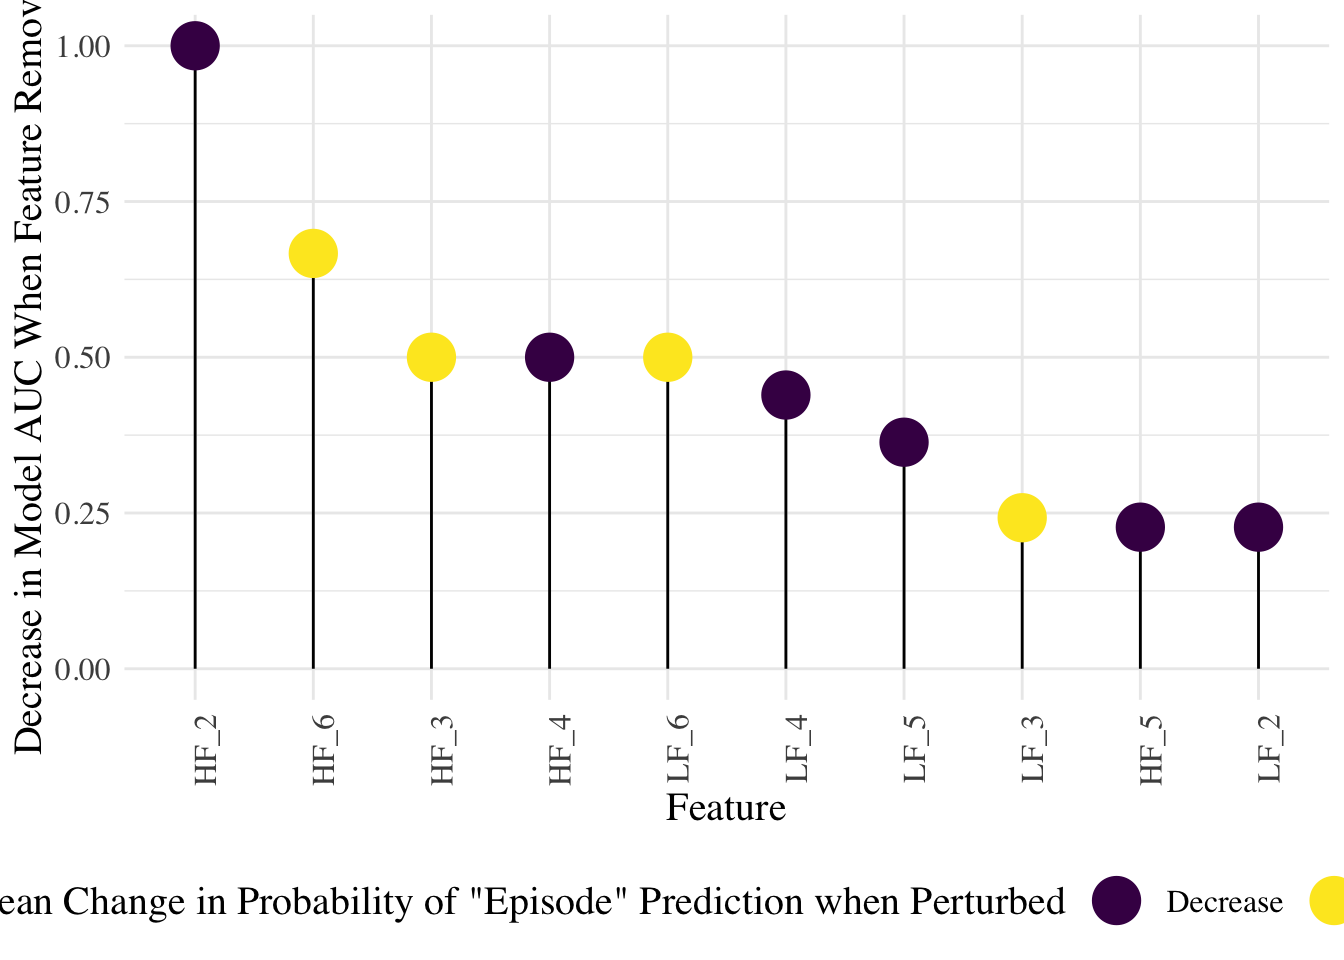 Decrease in Model AUC When Feature Remov
1.00
0.75
0.50
0.25
0.00
HF_2
HF_6
HF_3
HF_4
LF_6
LF_4
LF_5
LF_3
HF_5
LF_2
Feature
ean Change in Probability of "Episode" Prediction when Perturbed
Decrease